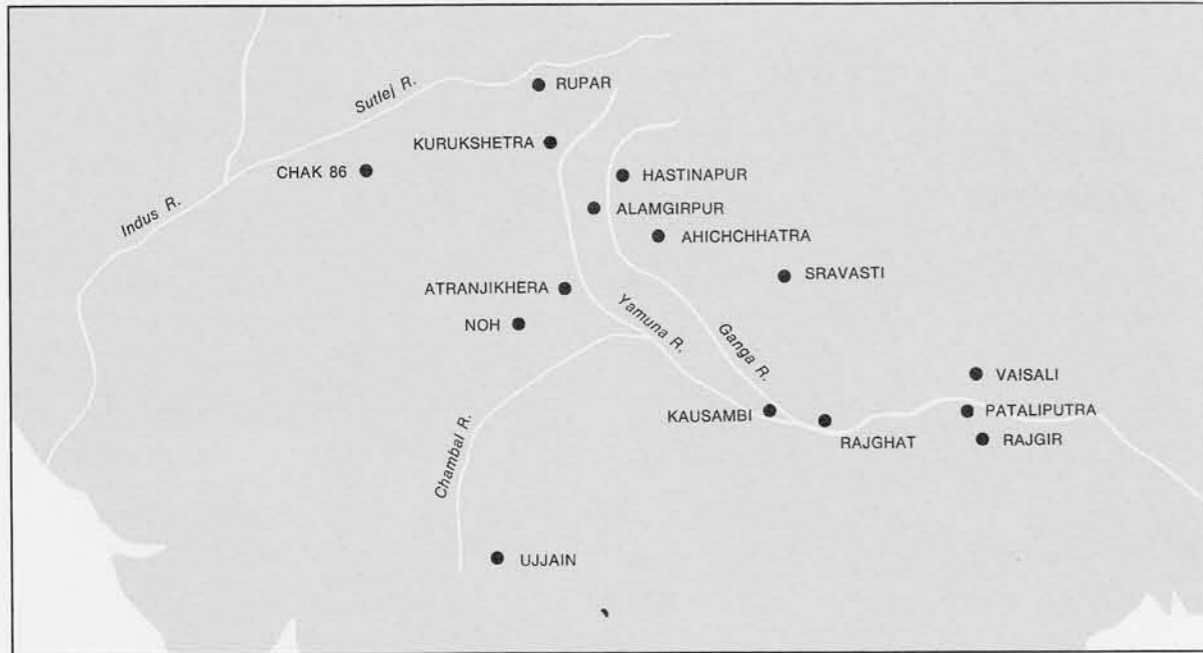 RUPAR
Sutlej R.
KURUKSHETRA
CHAK 86
HASTINAPUR
Indus R.
ALAMGIRPUR
AHICHCHHATRA
SRAVASTI
ATRANJIKHERA
NOH
Yamuna R.
Ganga R.
VAISALI
KAUSAMBI
PATALIPUTRA
RAJGHAT
RAJGIR
Chambal R.
UJJAIN